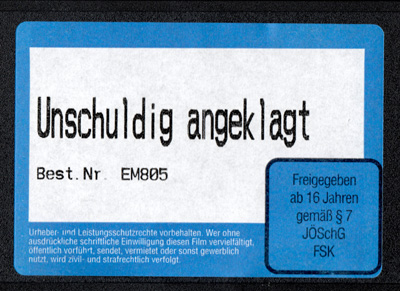 Unschuldig angeklagt
Best.Nr. EM805
Freigegeben
ab 16 Jahren
gemäß § 7
JÖSchG
FSK
Urheber- und Leistungsschutzrechte vorbehalten. Wer ohne
ausdrückliche schriftliche Einwilligung diesen Film vervielfältigt,
öffentlich vorführt, sendet, vermietet oder sonst gewerblich
nutzt, wird zivil- und strafrechtlich verfolgt.